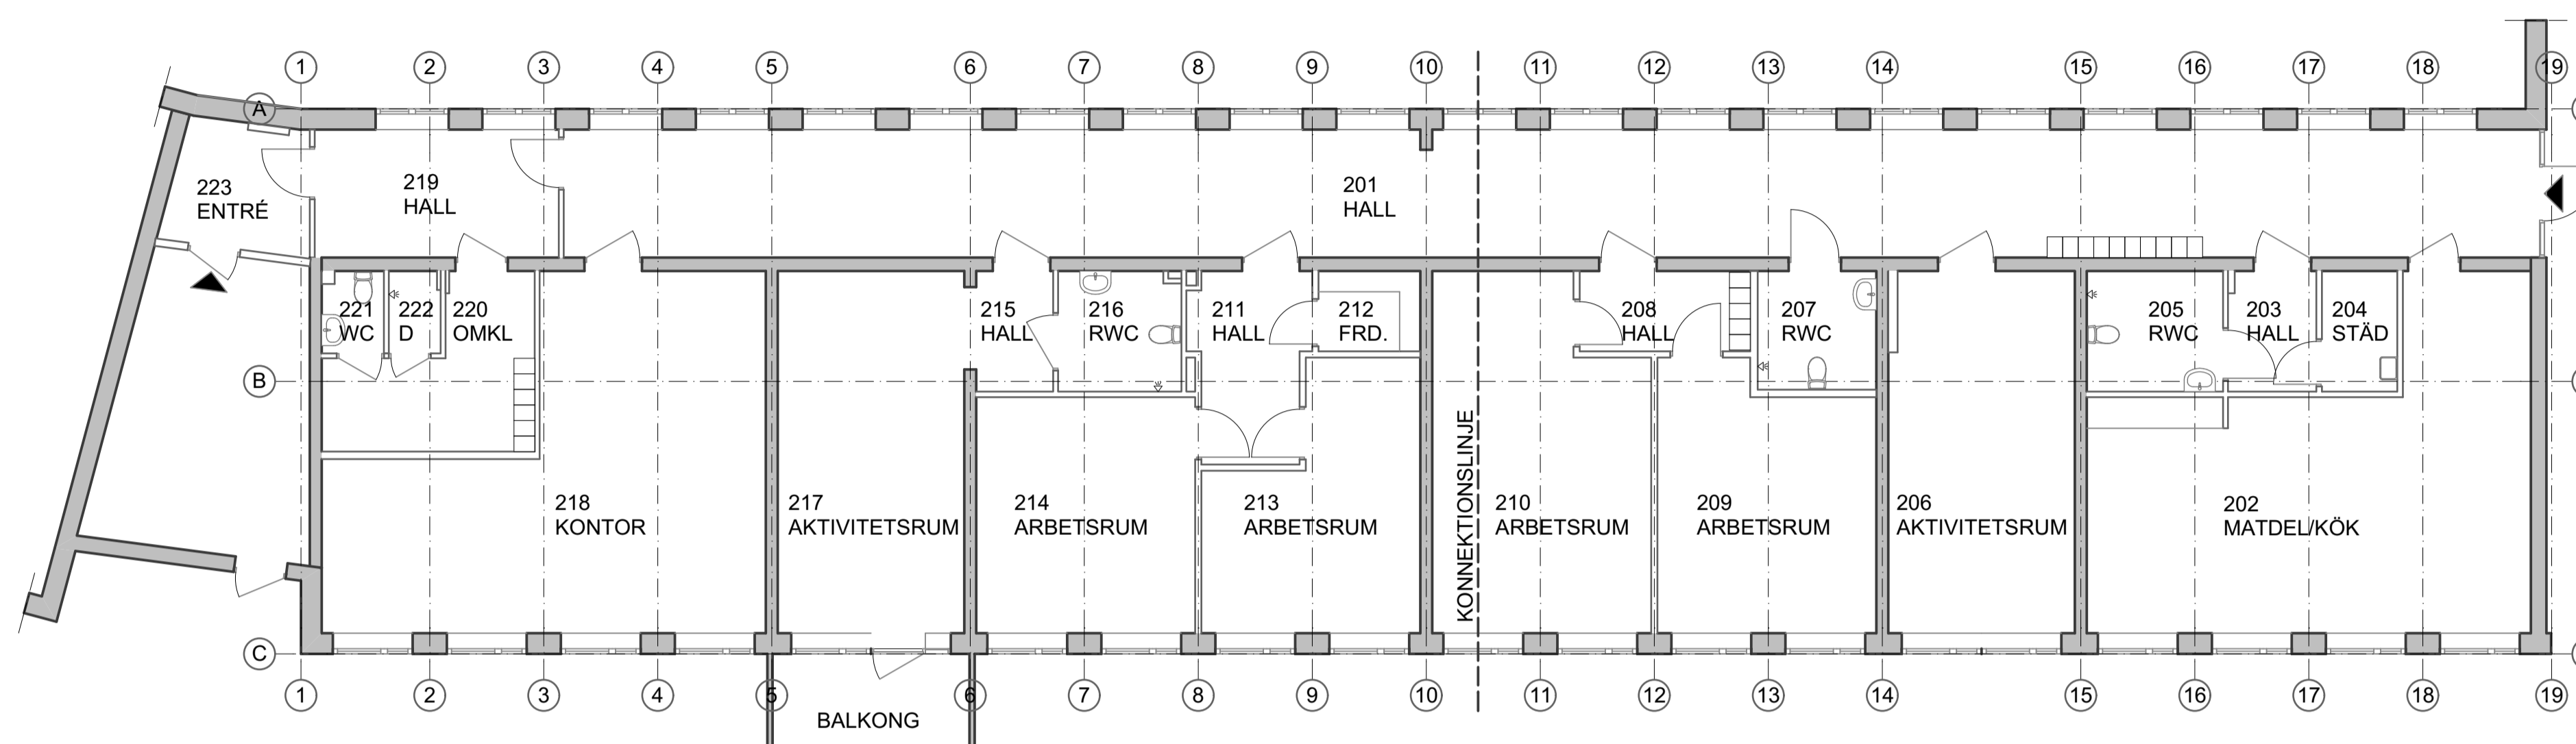 1 2 3 4 5 6 7 8 9 10 11 12 13 14 15 16 17 18 19
A
223
ENTRÉ
219
HALL
201
HALL
221
WC
222
D
220
OMKL
215
HALL
216
RWC
211
HALL
212
FRD.
208
HALL
207
RWC
205
RWC
203
HALL
204
STÄD
B
218
KONTOR
217
AKTIVITETSRUM
214
ARBETSRUM
213
ARBETSRUM
KONNEKTIONSLINJE
210
ARBETSRUM
209
ARBETSRUM
206
AKTIVITETSRUM
202
MATDEL/KÖK
C
1 2 3 4 5 6 7 8 9 10 11 12 13 14 15 16 17 18 19
BALKONG